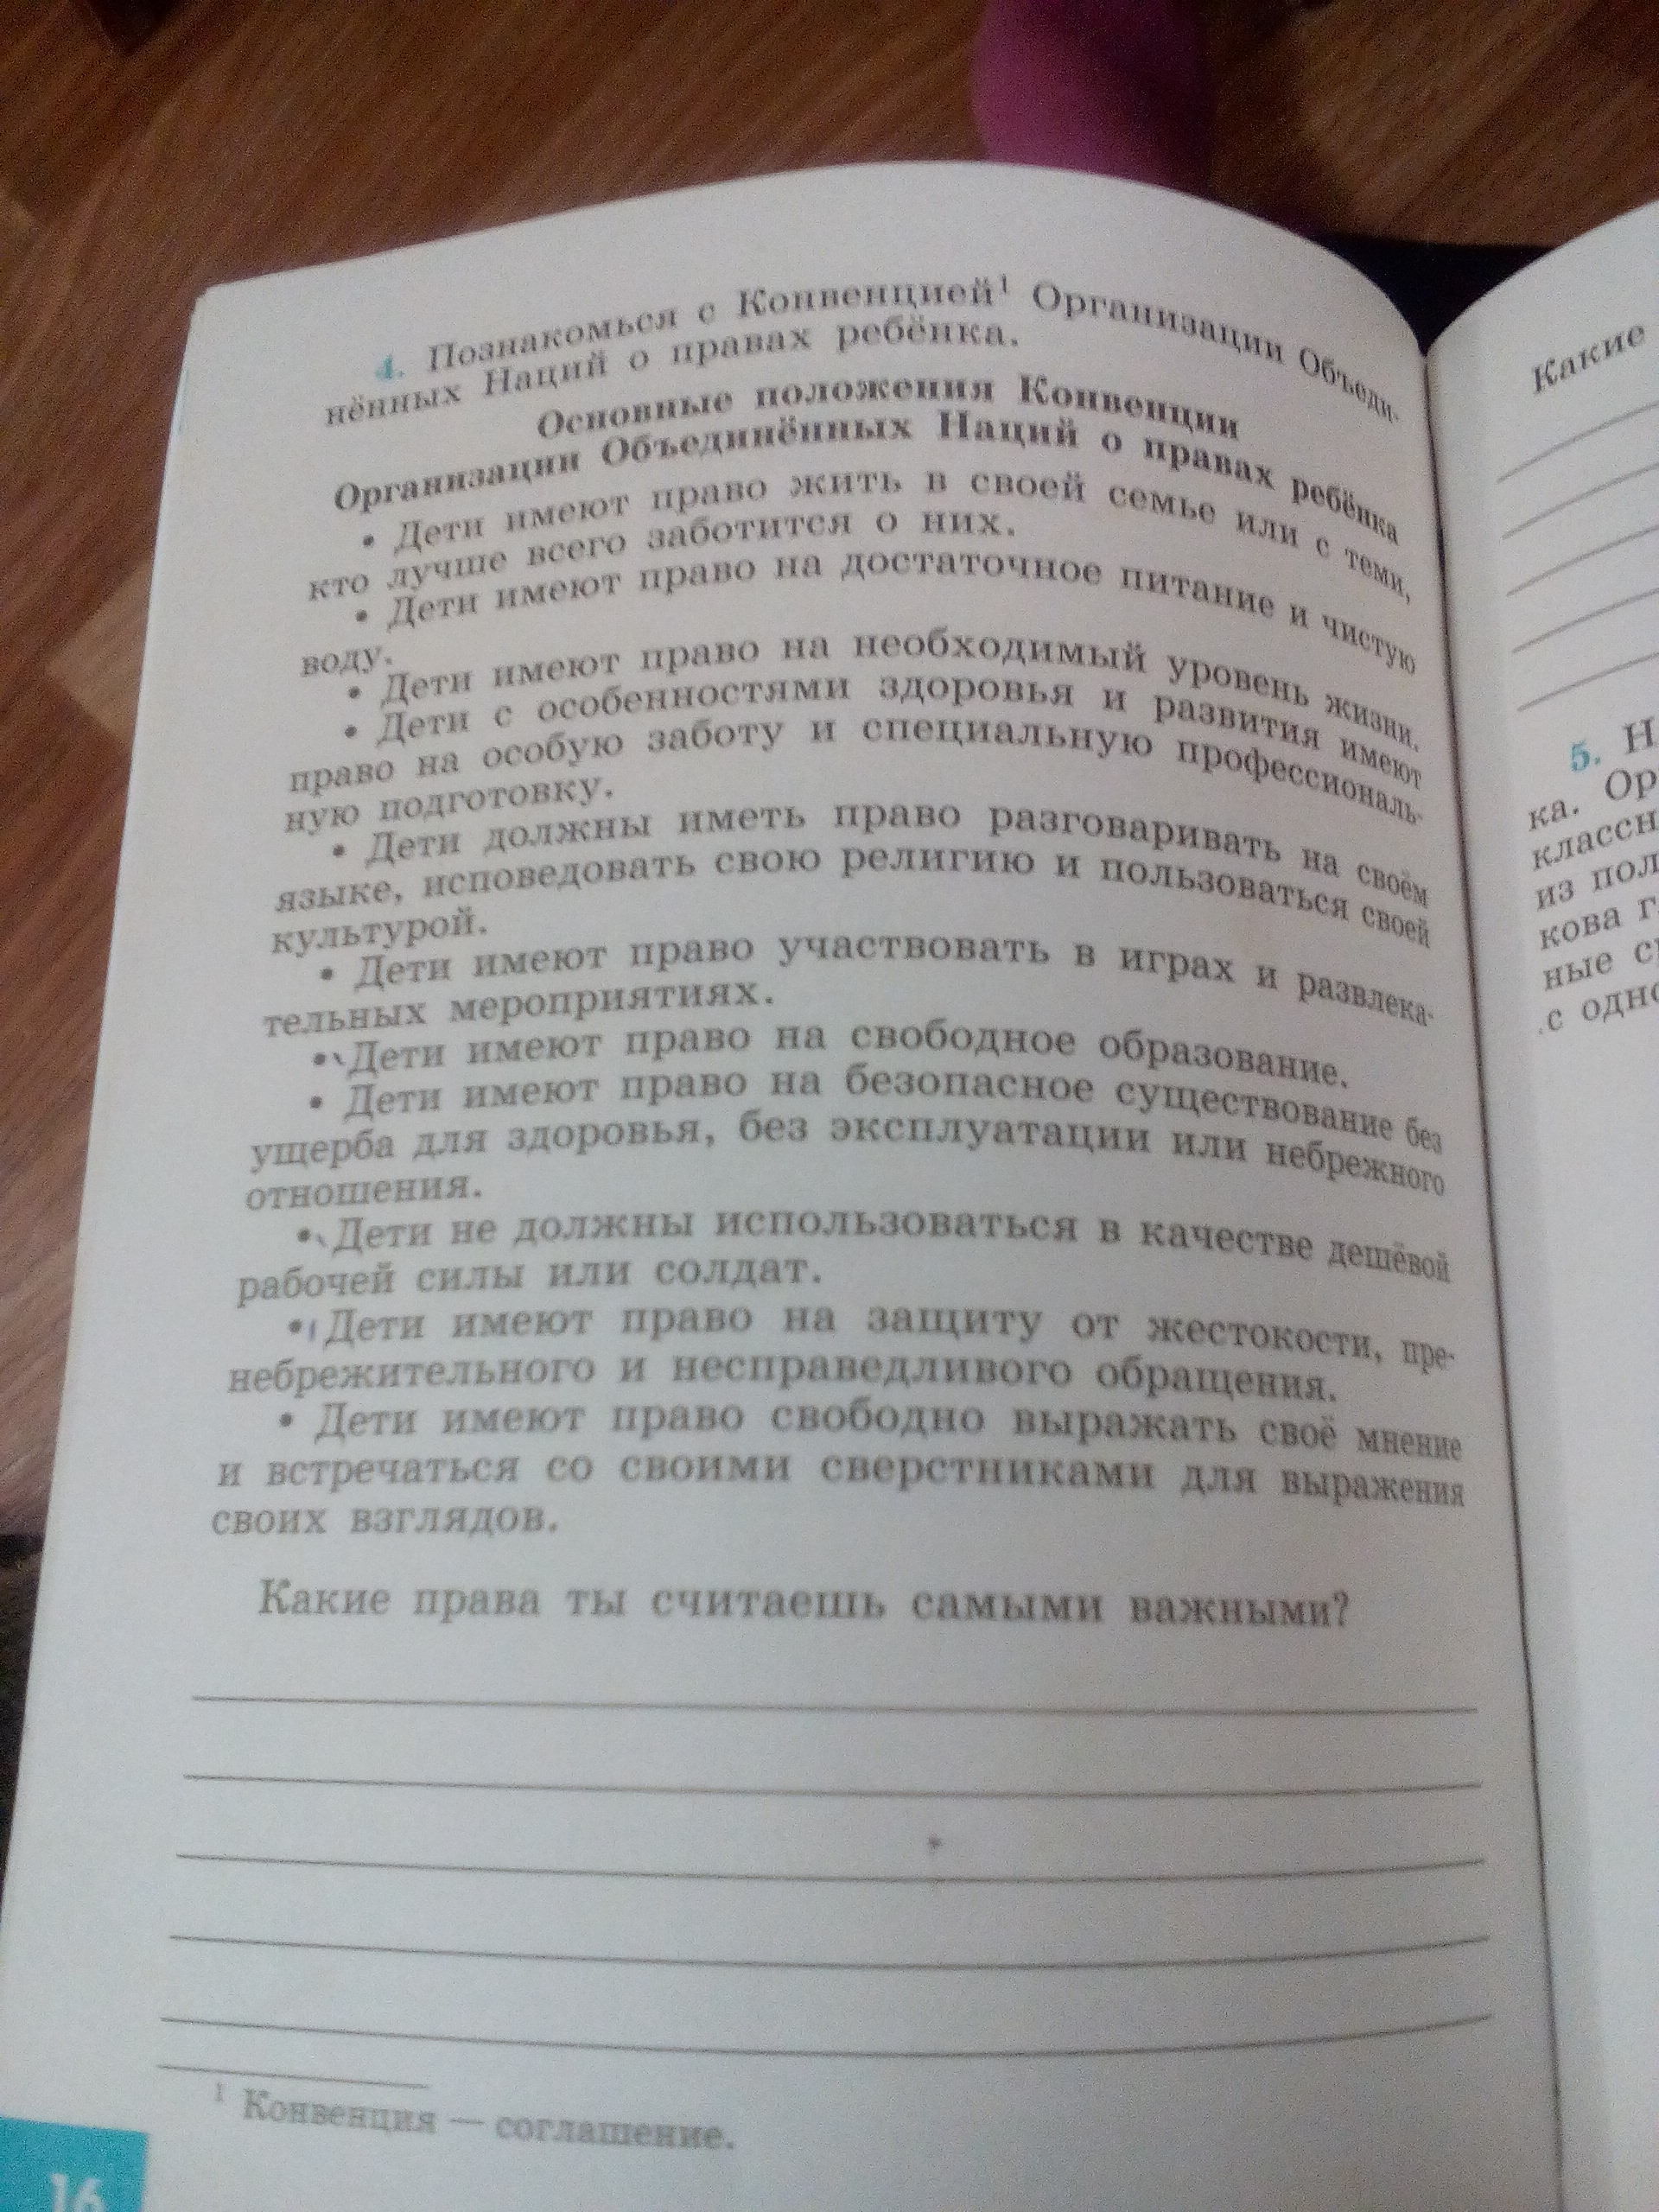 4. Познакомься с Конвенцией¹ Организации Объеди-
нённых Наций о правах ребёнка.
Основные положения Конвенции
Организации Объединённых Наций о правах ребёнка
• Дети имеют право жить в своей семье или с теми,
кто лучше всего заботится о них.
• Дети имеют право на достаточное питание и чистую
воду.
• Дети имеют право на необходимый уровень жизни.
• Дети с особенностями здоровья и развития имеют
право на особую заботу и специальную профессиональ-
ную подготовку.
• Дети должны иметь право разговаривать на своём
языке, исповедовать свою религию и пользоваться своей
культурой.
• Дети имеют право участвовать в играх и развлека-
тельных мероприятиях.
• Дети имеют право на свободное образование.
• Дети имеют право на безопасное существование без
ущерба для здоровья, без эксплуатации или небрежного
отношения.
• Дети не должны использоваться в качестве дешёвой
рабочей силы или солдат.
• Дети имеют право на защиту от жестокости, пре-
небрежительного и несправедливого обращения.
• Дети имеют право свободно выражать своё мнение
и встречаться со своими сверстниками для выражения
своих взглядов.
Какие права ты считаешь самыми важными?
¹ Конвенция — соглашение.
16
Какие
5. Н
ка. Ор
классн
из пол
кова г
ные с
с одно